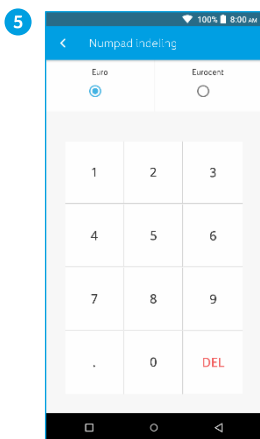 5
100% 8:00 AM
Numpad indeling
Euro Eurocent
1 2 3
4 5 6
7 8 9
. 0 DEL